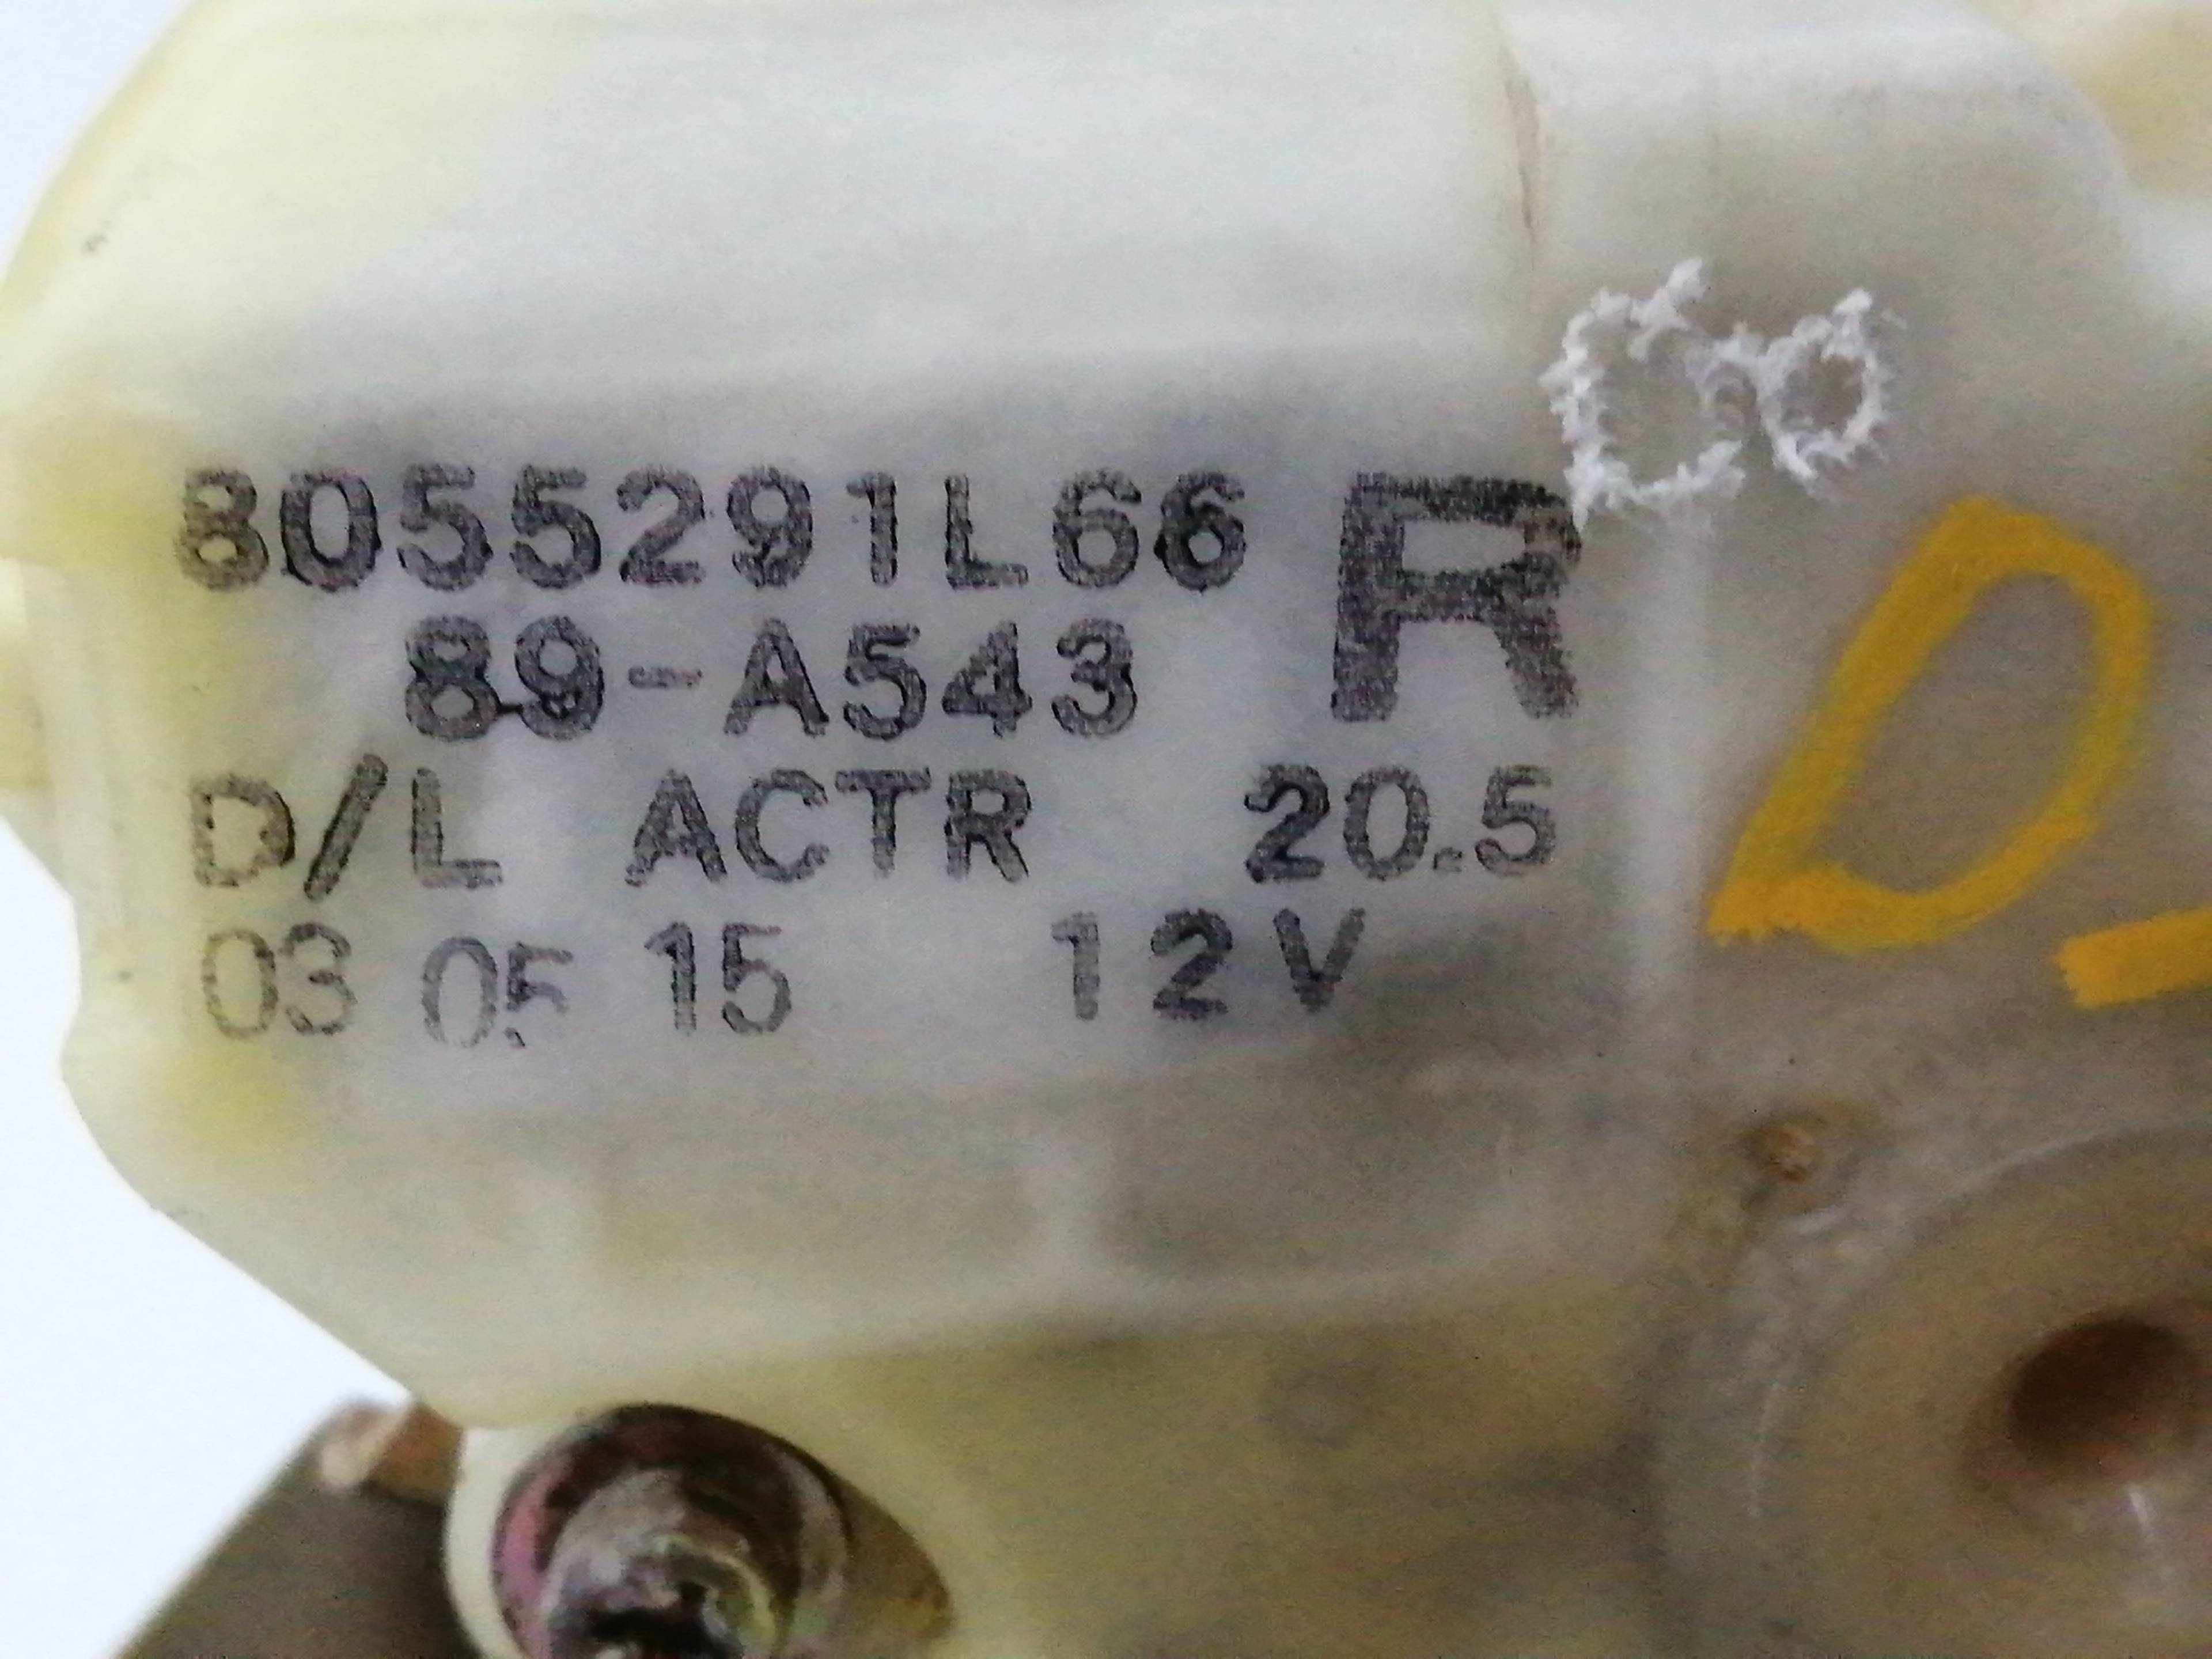 8055291L66 R
89-A543
D/L ACTR 20.5
03 05 15 12V
D